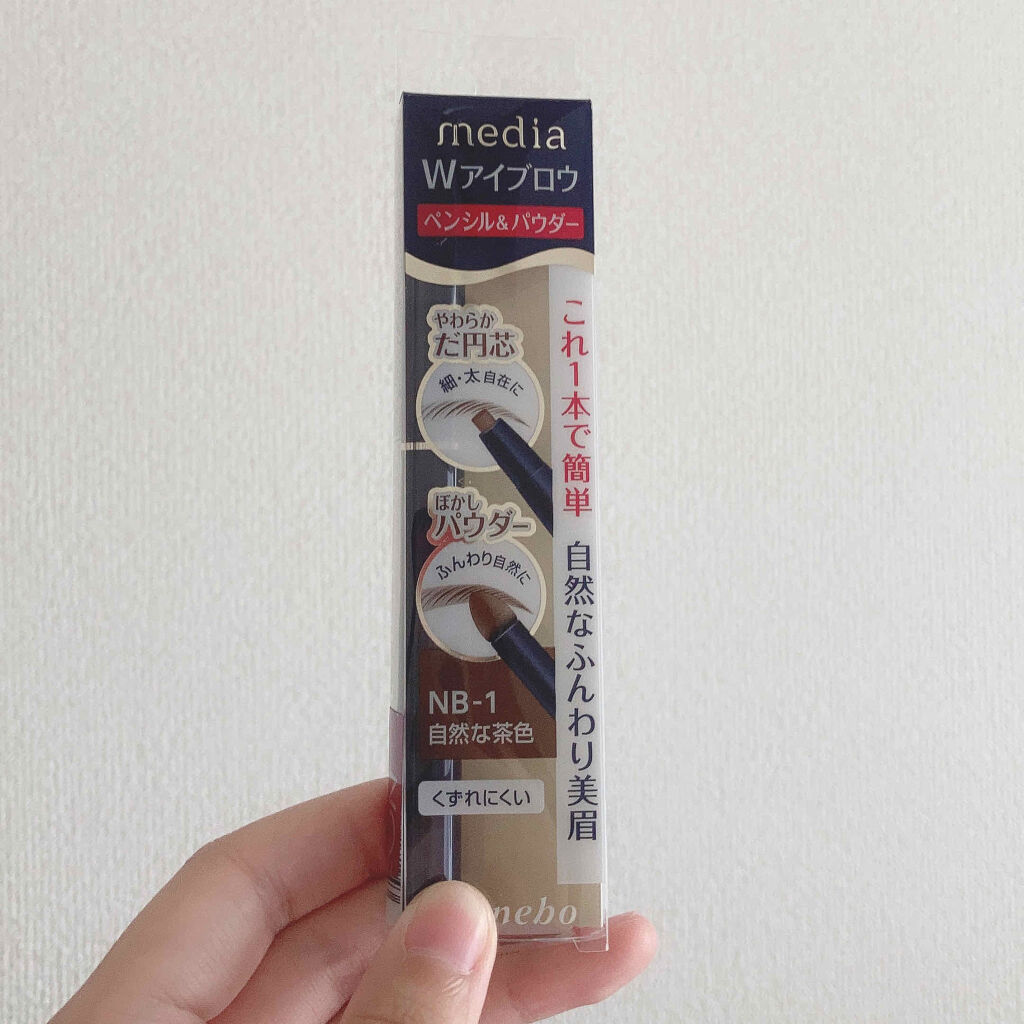 media
Wアイブロウ
ペンシル&パウダー
これ1本で簡単 自然なふんわり美眉
やわらか
だ円芯
細・太自在に
ぼかし
パウダー
ふんわり自然に
NB-1
自然な茶色
くずれにくい
nebo